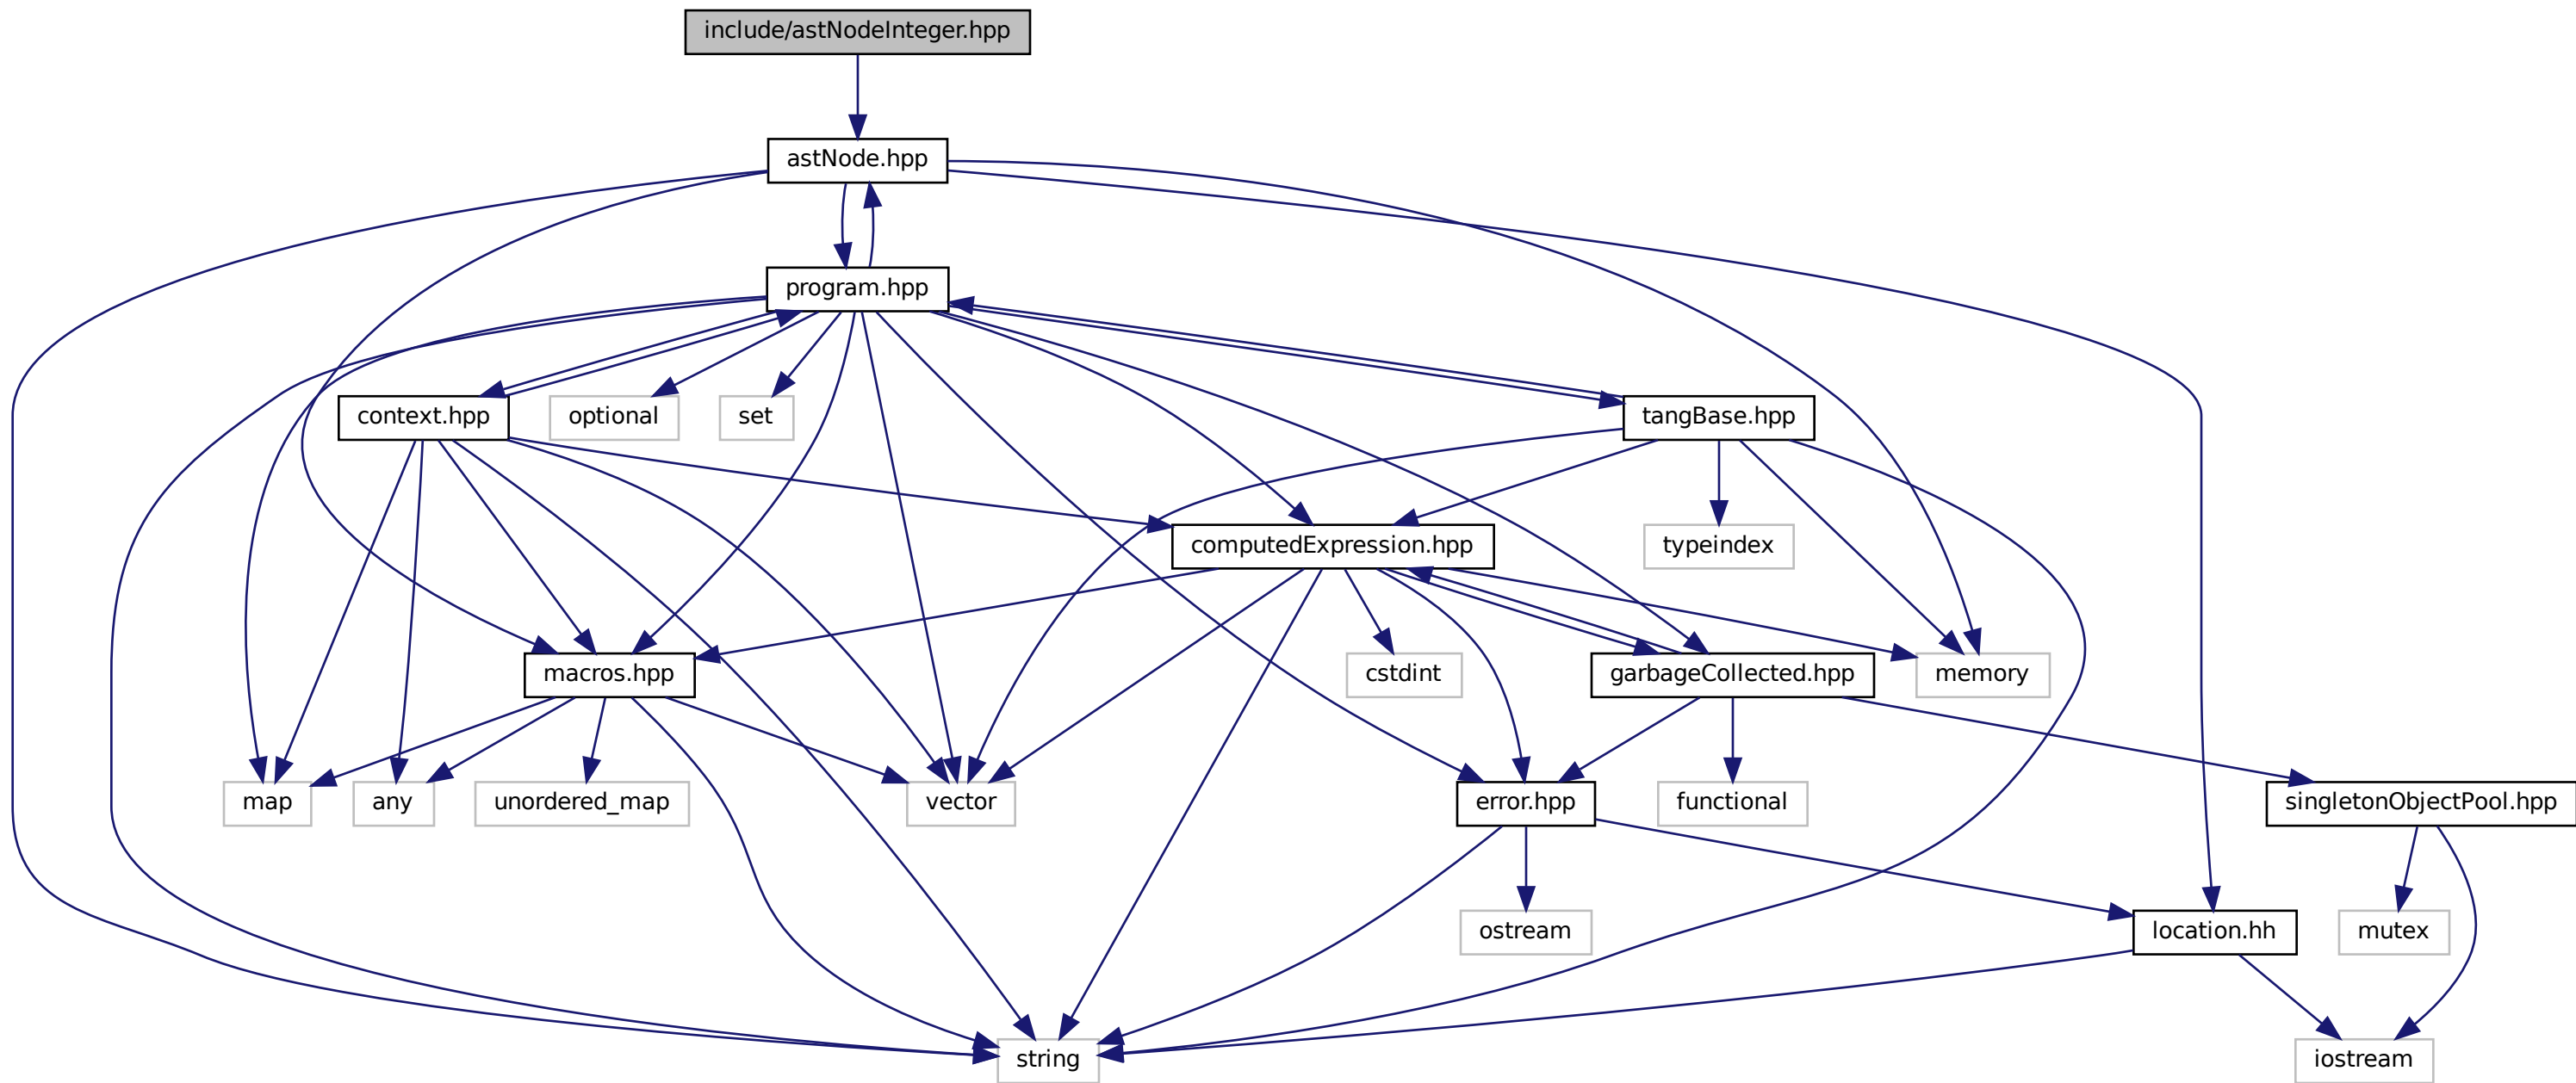 include/astNodeInteger.hpp
astNode.hpp
program.hpp
context.hpp
optional
set
tangBase.hpp
computedExpression.hpp
typeindex
macros.hpp
cstdint
garbageCollected.hpp
memory
map
any
unordered_map
vector
error.hpp
functional
singletonObjectPool.hpp
ostream
location.hh
mutex
string
iostream